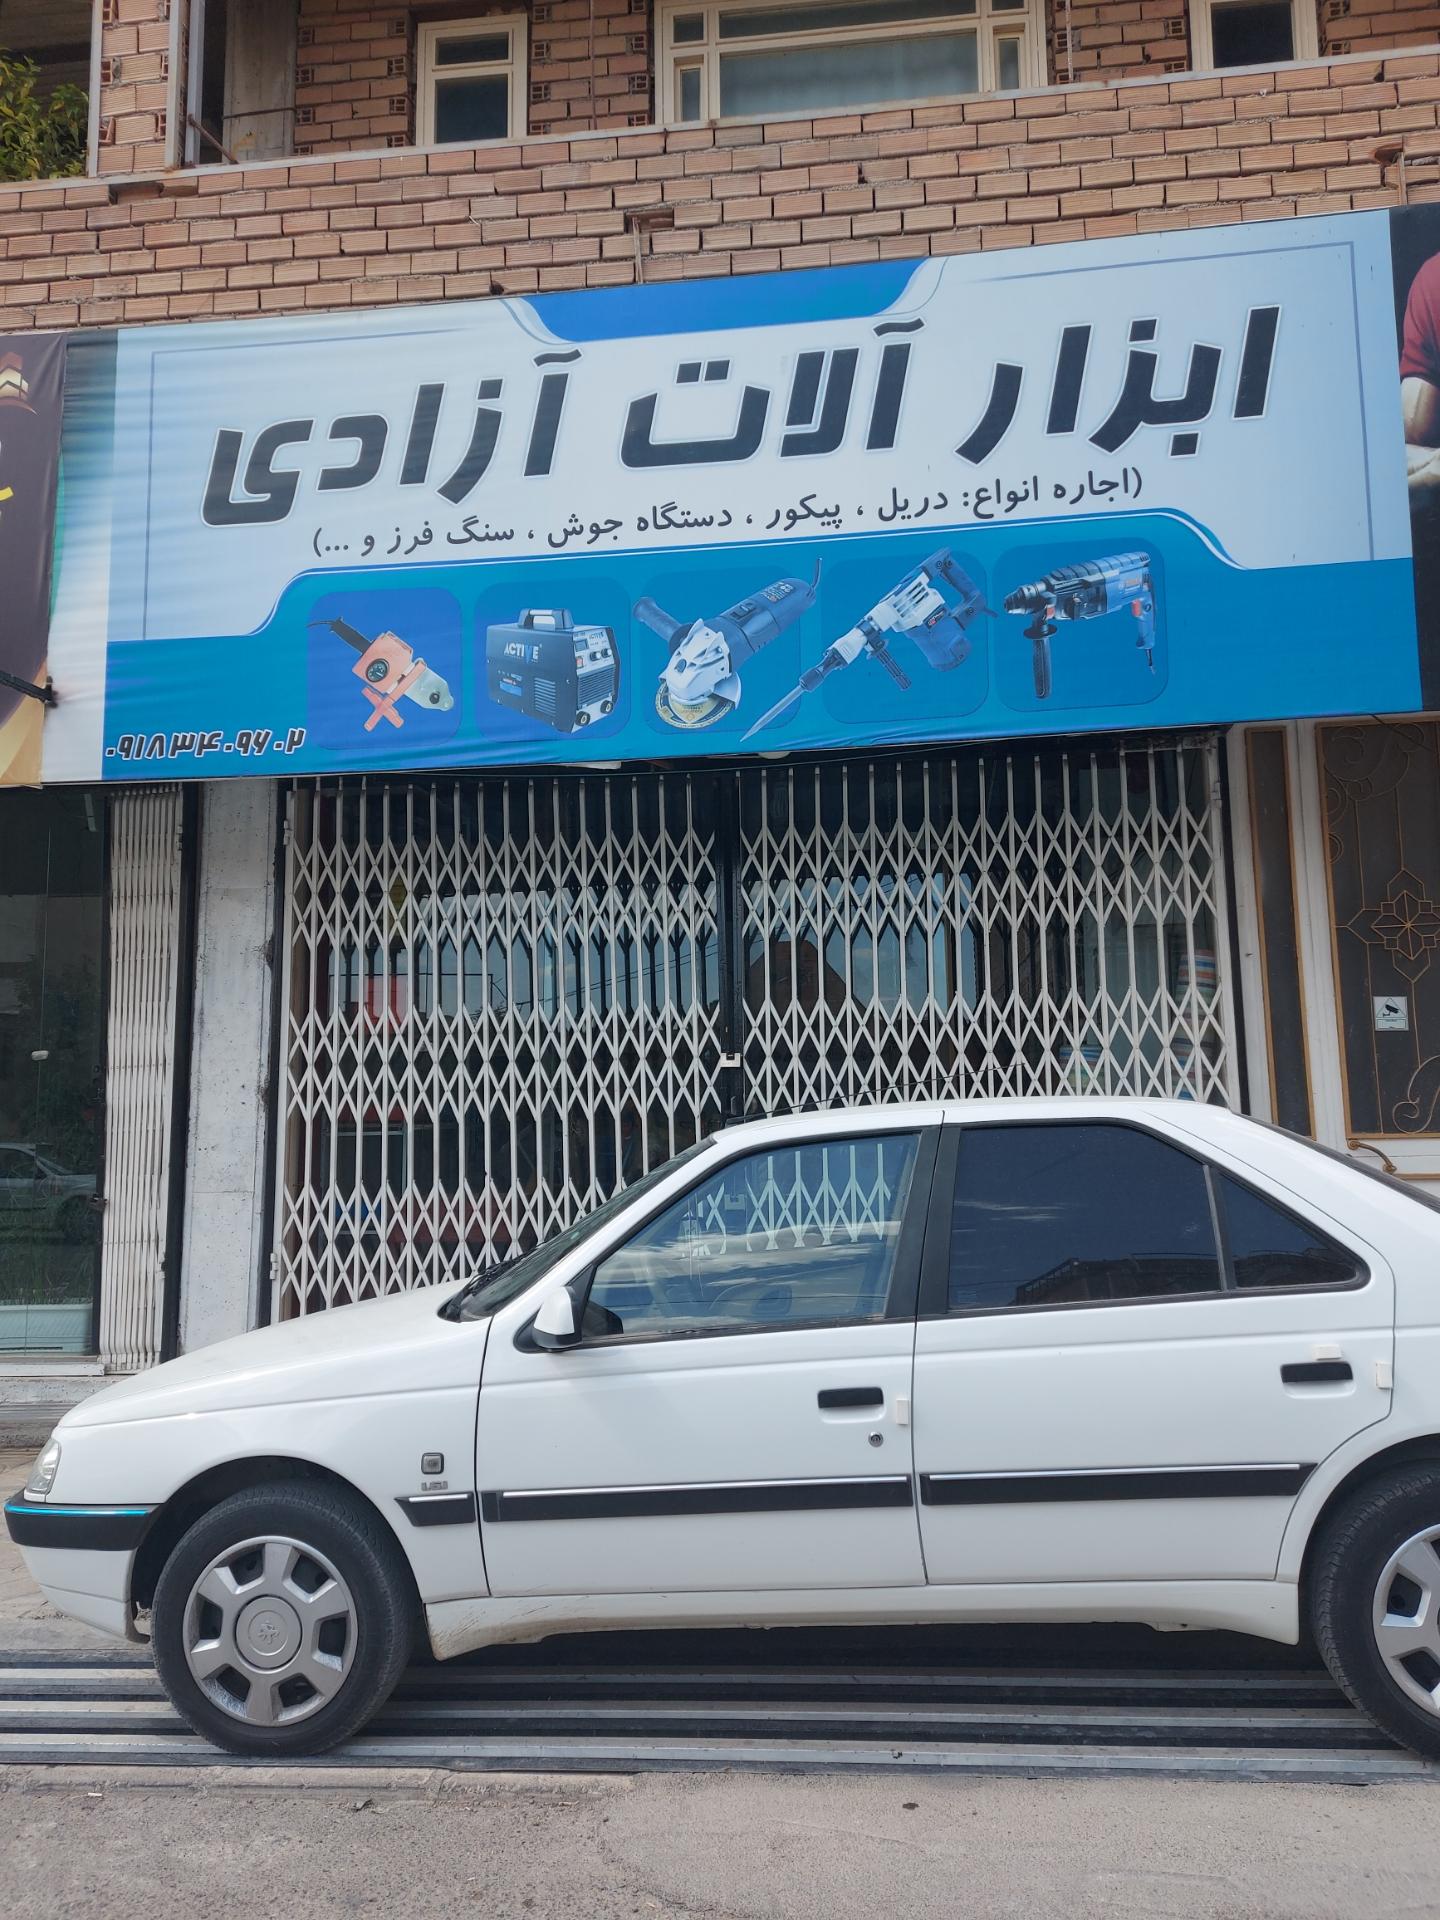 ابزار آلات آزادی
(اجاره انواع: دریل ، پیکور ، دستگاه جوش ، سنگ فرز و ...)
ACTIVE
۰۹۱۸۳۴۰۹۶۰۲